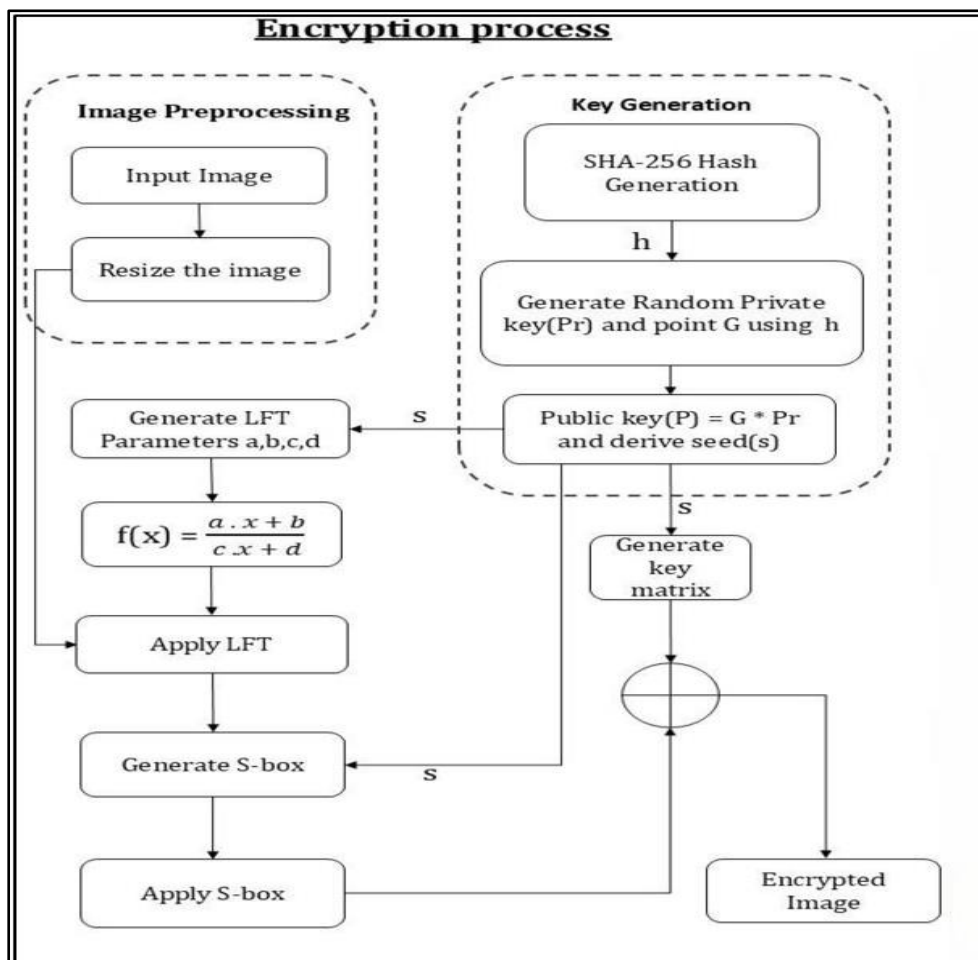 Encryption process
Image Preprocessing
Input Image
Resize the image
Key Generation
SHA-256 Hash
Generation
h
Generate Random Private
key(Pr) and point G using h
Public key(P) = G * Pr
and derive seed(s)
s
Generate LFT
Parameters a,b,c,d
f(x) = \frac{a . x + b}{c .x + d}
Apply LFT
s
Generate
key
matrix
Generate S-box
s
Apply S-box
Encrypted
Image